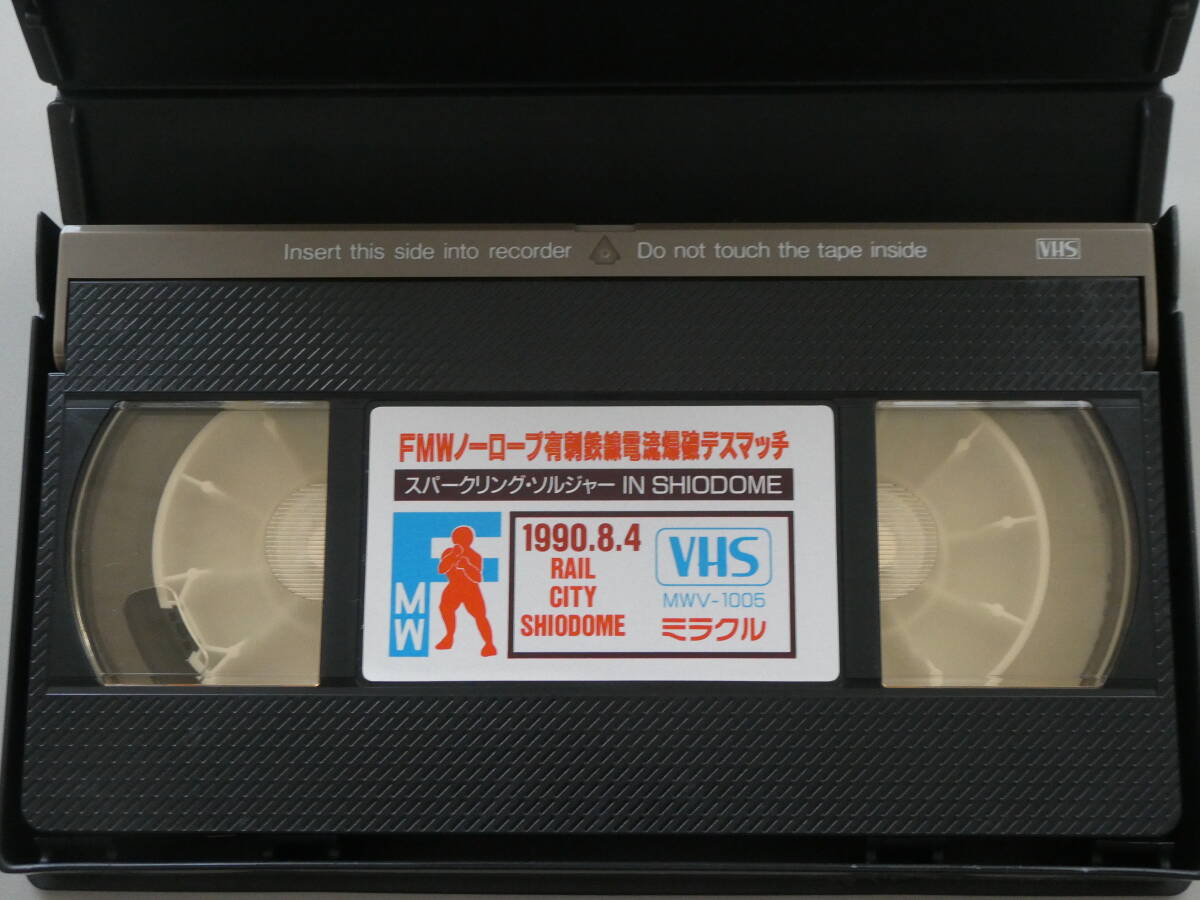 Insert this side into recorder Do not touch the tape inside VHS
FMWノーロープ有刺鉄線電流爆破デスマッチ
スパークリング・ソルジャー IN SHIODOME
F
MW
1990.8.4
RAIL
CITY
SHIODOME
VHS
MWV-1005
ミラクル